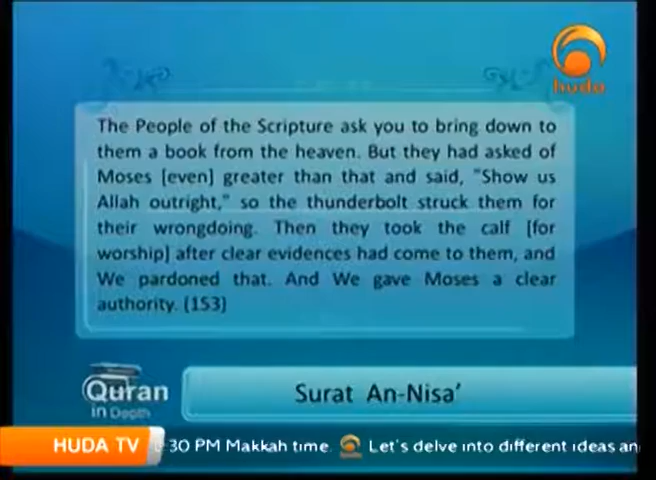 huda
The People of the Scripture ask you to bring down to
them a book from the heaven. But they had asked of
Moses [even] greater than that and said, "Show us
Allah outright," so the thunderbolt struck them for
their wrongdoing. Then they took the calf [for
worship] after clear evidences had come to them, and
We pardoned that. And We gave Moses a clear
authority. (153)
Quran
in Depth
Surat An-Nisa'
HUDA TV :30 PM Makkah time. huda Let's delve into different ideas an